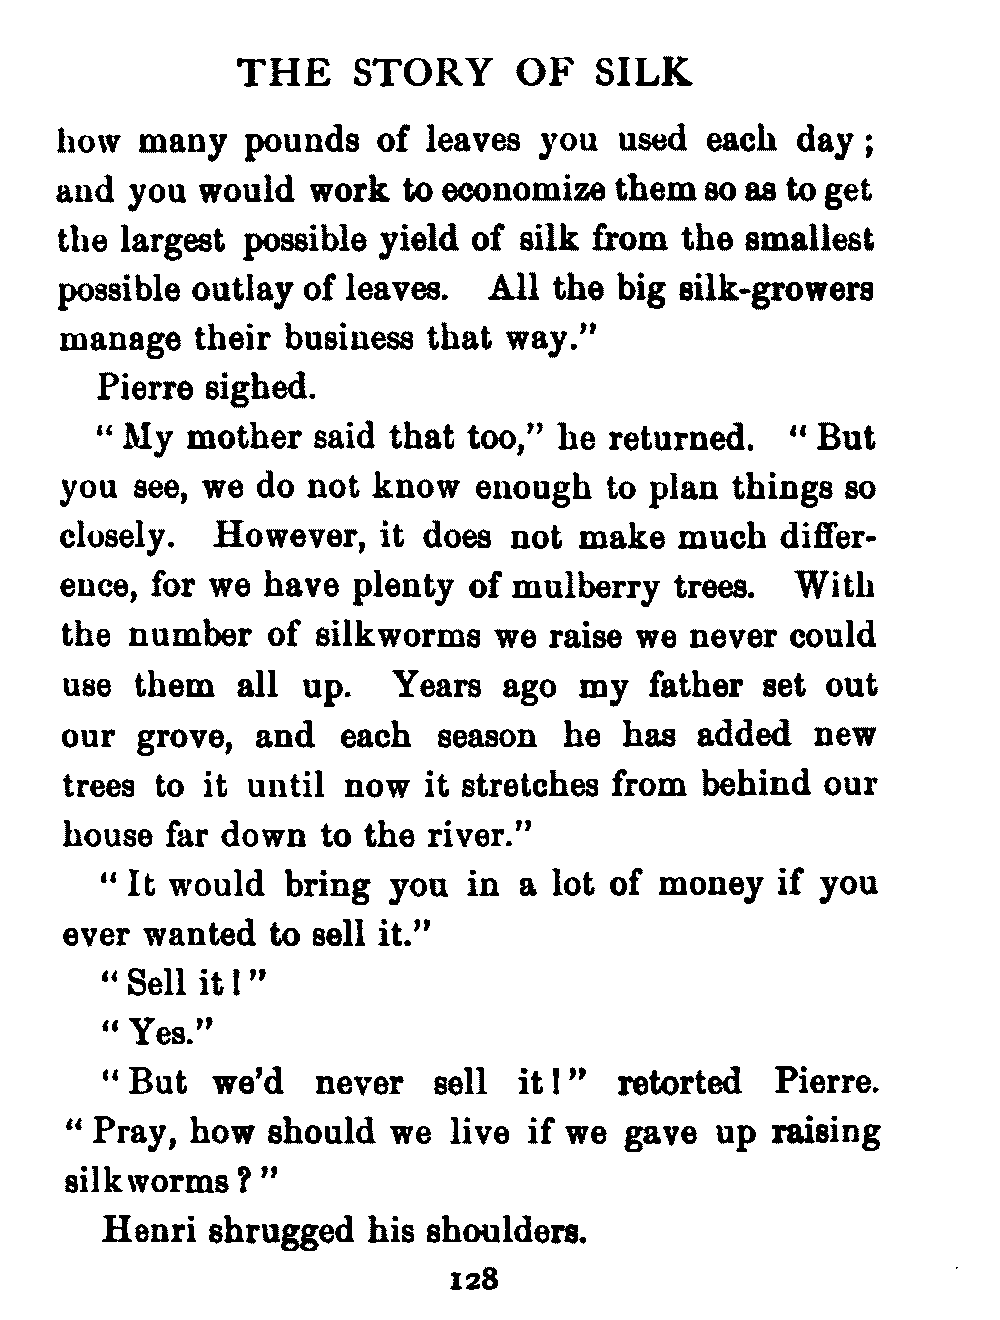 THE STORY OF SILK
how many pounds of leaves you used each day ;
and you would work to economize them so as to get
the largest possible yield of silk from the smallest
possible outlay of leaves. All the big silk-growers
manage their business that way.”
Pierre sighed.
“ My mother said that too,” he returned. “ But
you see, we do not know enough to plan things so
closely. However, it does not make much differ-
ence, for we have plenty of mulberry trees. With
the number of silkworms we raise we never could
use them all up. Years ago my father set out
our grove, and each season he has added new
trees to it until now it stretches from behind our
house far down to the river.”
“ It would bring you in a lot of money if you
ever wanted to sell it.”
“ Sell it ! ”
“ Yes.”
“ But we’d never sell it ! ” retorted Pierre.
“ Pray, how should we live if we gave up raising
silkworms ? ”
Henri shrugged his shoulders.
128